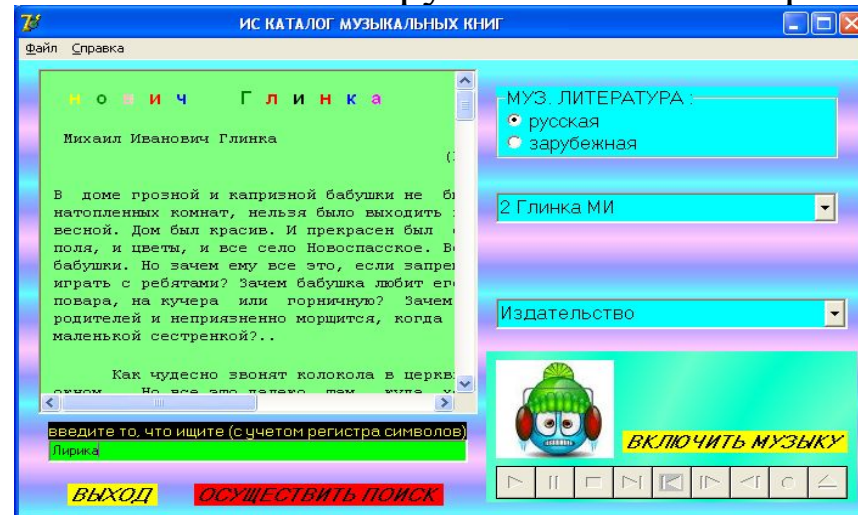 ИС КАТАЛОГ МУЗЫКАЛЬНЫХ КНИГ
Файл Справка
нович Глинка
Михаил Иванович Глинка
(
В доме грозной и капризной бабушки не
натопленных комнат, нельзя было выходить
весной. Дом был красив. И прекрасен был
поля, и цветы, и все село Новоспасское.
бабушки. Но зачем ему все это, если
играть с ребятами? Зачем бабушка любит
повара, на кучера или горничную? Зачем
родителей и неприязненно морщится, когда
маленькой сестренкой?..
Как чудесно звонят колокола в
введите то, что ищите (с учетом регистра символов)
Лирика
ВЫХОД
ОСУЩЕСТВИТЬ ПОИСК
МУЗ. ЛИТЕРАТУРА :
русская
зарубежная
2 Глинка МИ
Издательство
ВКЛЮЧИТЬ МУЗЫКУ